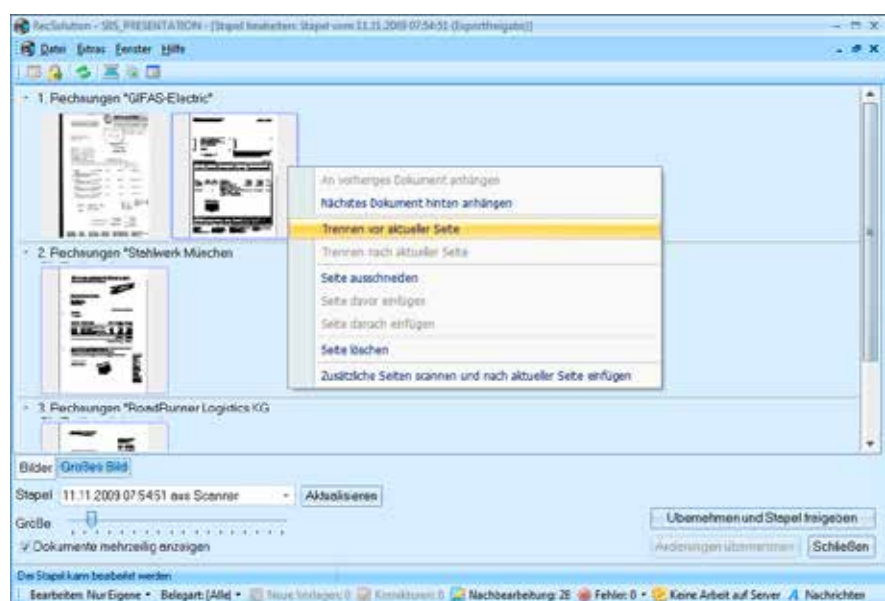 RecSolution - SBS_PRESENTATION - [Stapel bearbeiten: Stapel vom 11.11.2009 07:54:51 (Exportfreigabe)]
Datei Extras Fenster Hilfe
1. Rechnungen "GIFAS-Electric"
An vorheriges Dokument anhängen
Nächstes Dokument hinten anhängen
Trennen vor aktueller Seite
Trennen nach aktueller Seite
2. Rechnungen "Stahlwerk München
Seite ausschneiden
Seite davor einfügen
Seite danach einfügen
Seite löschen
Zusätzliche Seiten scannen und nach aktueller Seite einfügen
3. Rechnungen "RoadRunner Logistics KG
Bilder Großes Bild
Stapel 11.11.2009 07:54:51 aus Scanner Aktualisieren
Größe
Übernehmen und Stapel freigeben
Dokumente mehrzeilig anzeigen
Änderungen übernehmen Schließen
Der Stapel kann bearbeitet werden
Bearbeiten: Nur Eigene Belegart: [Alle] Neue Vorlagen: 0 Korrekturen: 0 Nachbearbeitung: 28 Fehler: 0 Keine Arbeit auf Server Nachrichten